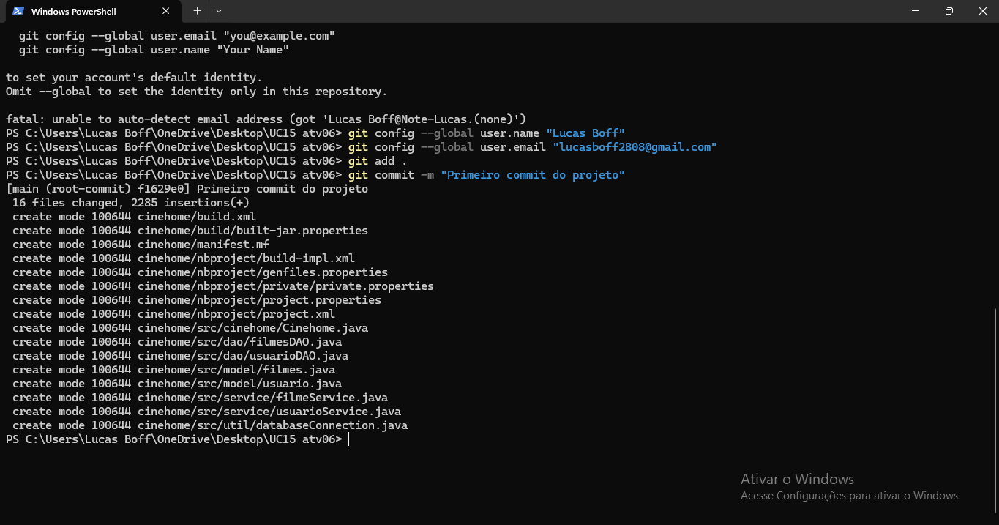 Windows PowerShell
git config --global user.email "you@example.com"
git config --global user.name "Your Name"
to set your account's default identity.
Omit --global to set the identity only in this repository.
fatal: unable to auto-detect email address (got 'Lucas Boff@Note-Lucas.(none)')
PS C:\Users\Lucas Boff\OneDrive\Desktop\UC15 atv06> git config --global user.name "Lucas Boff"
PS C:\Users\Lucas Boff\OneDrive\Desktop\UC15 atv06> git config --global user.email "lucasboff2808@gmail.com"
PS C:\Users\Lucas Boff\OneDrive\Desktop\UC15 atv06> git add .
PS C:\Users\Lucas Boff\OneDrive\Desktop\UC15 atv06> git commit -m "Primeiro commit do projeto"
[main (root-commit) f1629e0] Primeiro commit do projeto
16 files changed, 2285 insertions(+)
create mode 100644 cinehome/build.xml
create mode 100644 cinehome/build/built-jar.properties
create mode 100644 cinehome/manifest.mf
create mode 100644 cinehome/nbproject/build-impl.xml
create mode 100644 cinehome/nbproject/genfiles.properties
create mode 100644 cinehome/nbproject/private/private.properties
create mode 100644 cinehome/nbproject/project.properties
create mode 100644 cinehome/nbproject/project.xml
create mode 100644 cinehome/src/cinehome/Cinehome.java
create mode 100644 cinehome/src/dao/filmesDAO.java
create mode 100644 cinehome/src/dao/usuarioDAO.java
create mode 100644 cinehome/src/model/filmes.java
create mode 100644 cinehome/src/model/usuario.java
create mode 100644 cinehome/src/service/filmeService.java
create mode 100644 cinehome/src/service/usuarioService.java
create mode 100644 cinehome/src/util/databaseConnection.java
PS C:\Users\Lucas Boff\OneDrive\Desktop\UC15 atv06>
Ativar o Windows
Acesse Configurações para ativar o Windows.